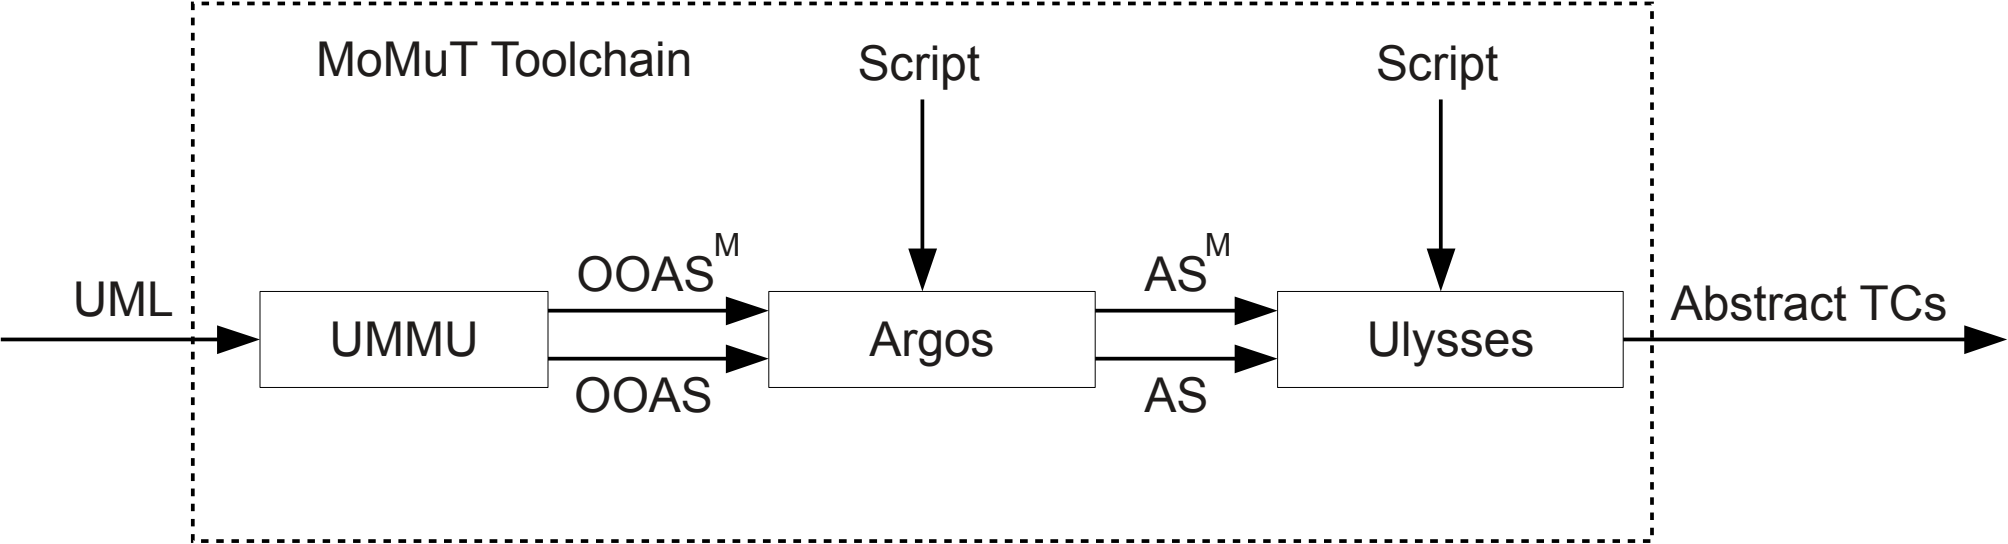 MoMuT Toolchain
Script
Script
UML
UMMU
OOAS^M
OOAS
Argos
AS^M
AS
Ulysses
Abstract TCs